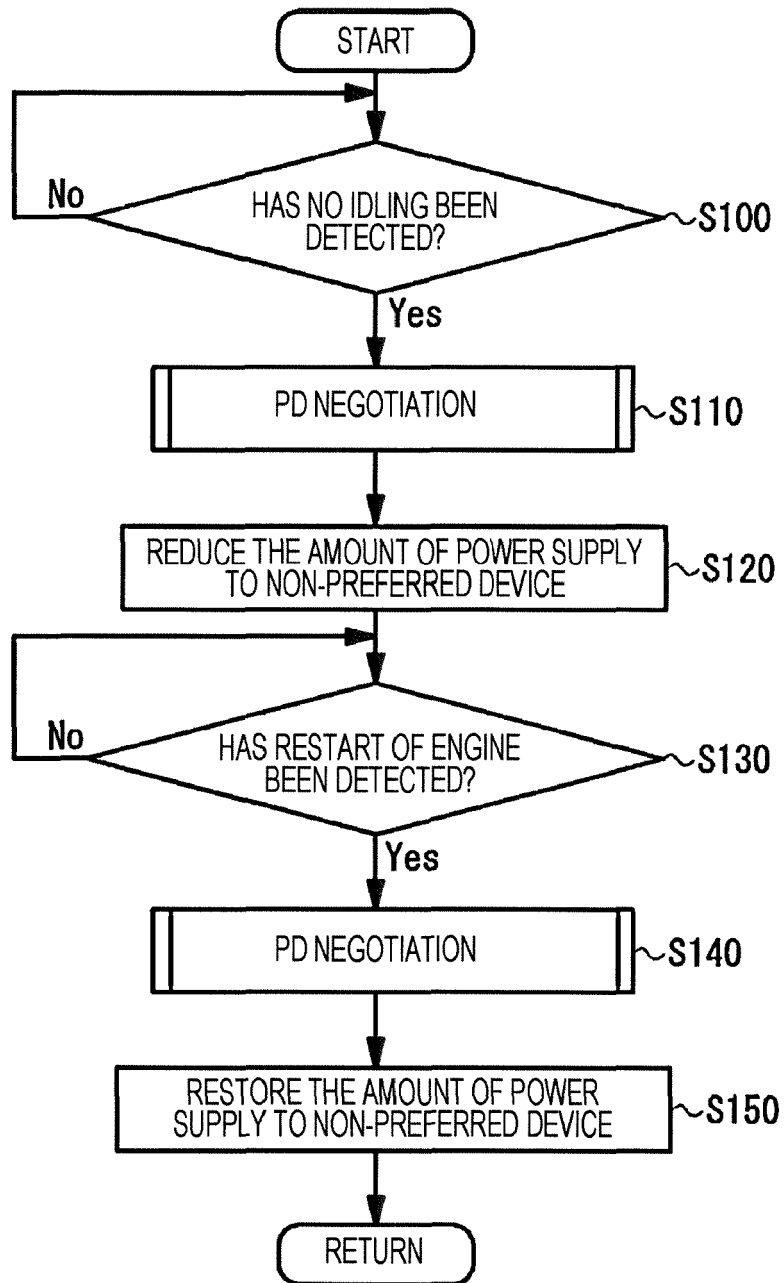 START
No
HAS NO IDLING BEEN
DETECTED?
S100
Yes
PD NEGOTIATION
S110
REDUCE THE AMOUNT OF POWER SUPPLY
TO NON-PREFERRED DEVICE
S120
No
HAS RESTART OF ENGINE
BEEN DETECTED?
S130
Yes
PD NEGOTIATION
S140
RESTORE THE AMOUNT OF POWER
SUPPLY TO NON-PREFERRED DEVICE
S150
RETURN